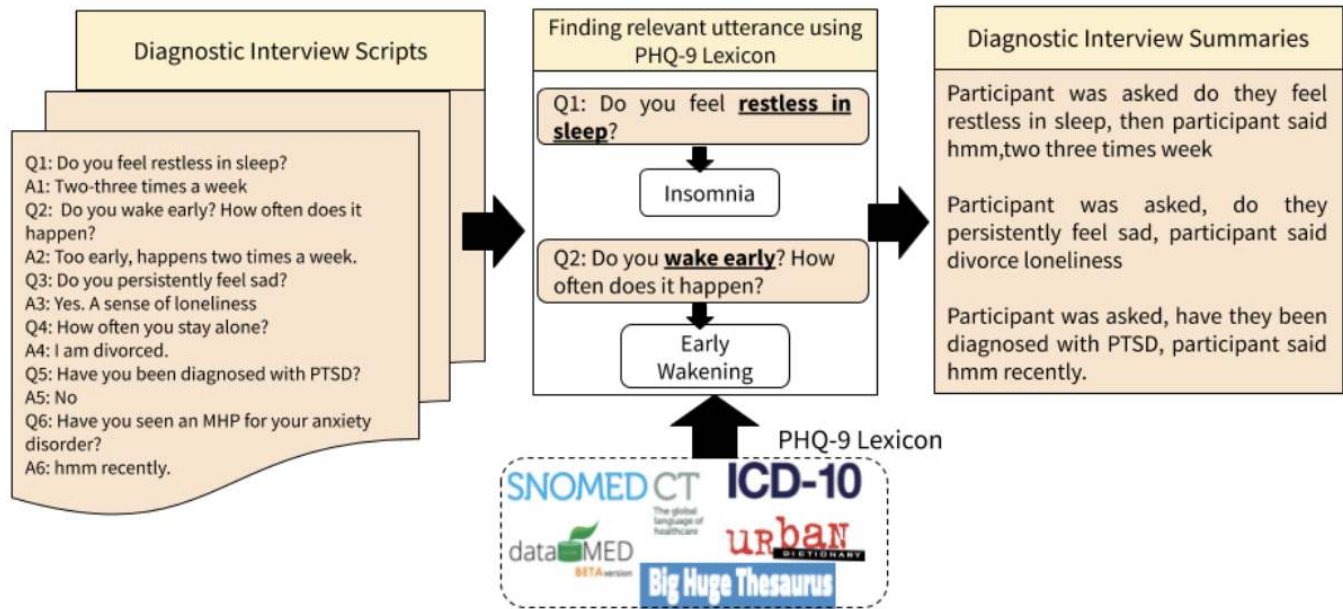 Diagnostic Interview Scripts
Q1: Do you feel restless in sleep?
A1: Two-three times a week
Q2: Do you wake early? How often does it
happen?
A2: Too early, happens two times a week.
Q3: Do you persistently feel sad?
A3: Yes. A sense of loneliness
Q4: How often you stay alone?
A4: I am divorced.
Q5: Have you been diagnosed with PTSD?
A5: No
Q6: Have you seen an MHP for your anxiety
disorder?
A6: hmm recently.
Finding relevant utterance using
PHQ-9 Lexicon
Q1: Do you feel restless in
sleep?
Insomnia
Q2: Do you wake early? How
often does it happen?
Early
Wakening
PHQ-9 Lexicon
SNOMED CT
The global
language of
healthcare
ICD-10
dataMED
BETA version
URBAN
DICTIONARY
Big Huge Thesaurus
Diagnostic Interview Summaries
Participant was asked do they feel
restless in sleep, then participant said
hmm,two three times week
Participant was asked, do they
persistently feel sad, participant said
divorce loneliness
Participant was asked, have they been
diagnosed with PTSD, participant said
hmm recently.